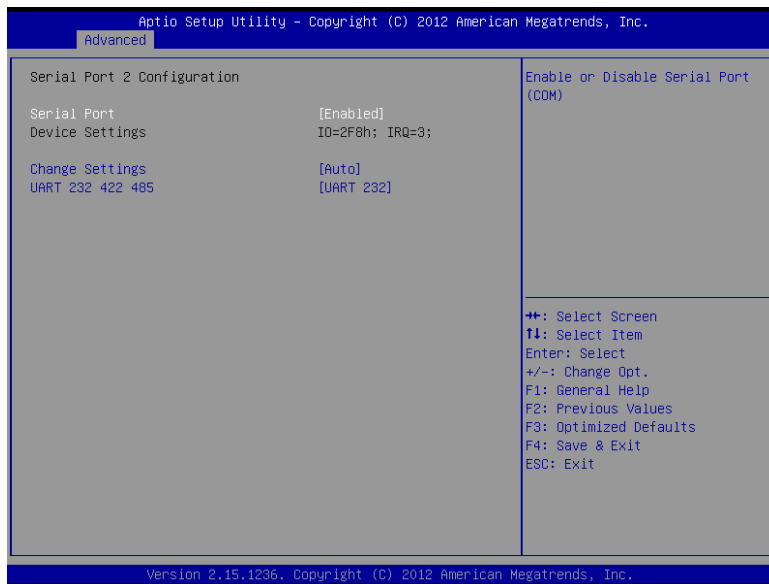 Aptio Setup Utility – Copyright (C) 2012 American Megatrends, Inc.
Advanced
Serial Port 2 Configuration
Serial Port [Enabled]
Device Settings IO=2F8h; IRQ=3;
Change Settings [Auto]
UART 232 422 485 [UART 232]
Enable or Disable Serial Port
(COM)
→←: Select Screen
↑↓: Select Item
Enter: Select
+/-: Change Opt.
F1: General Help
F2: Previous Values
F3: Optimized Defaults
F4: Save & Exit
ESC: Exit
Version 2.15.1236. Copyright (C) 2012 American Megatrends, Inc.